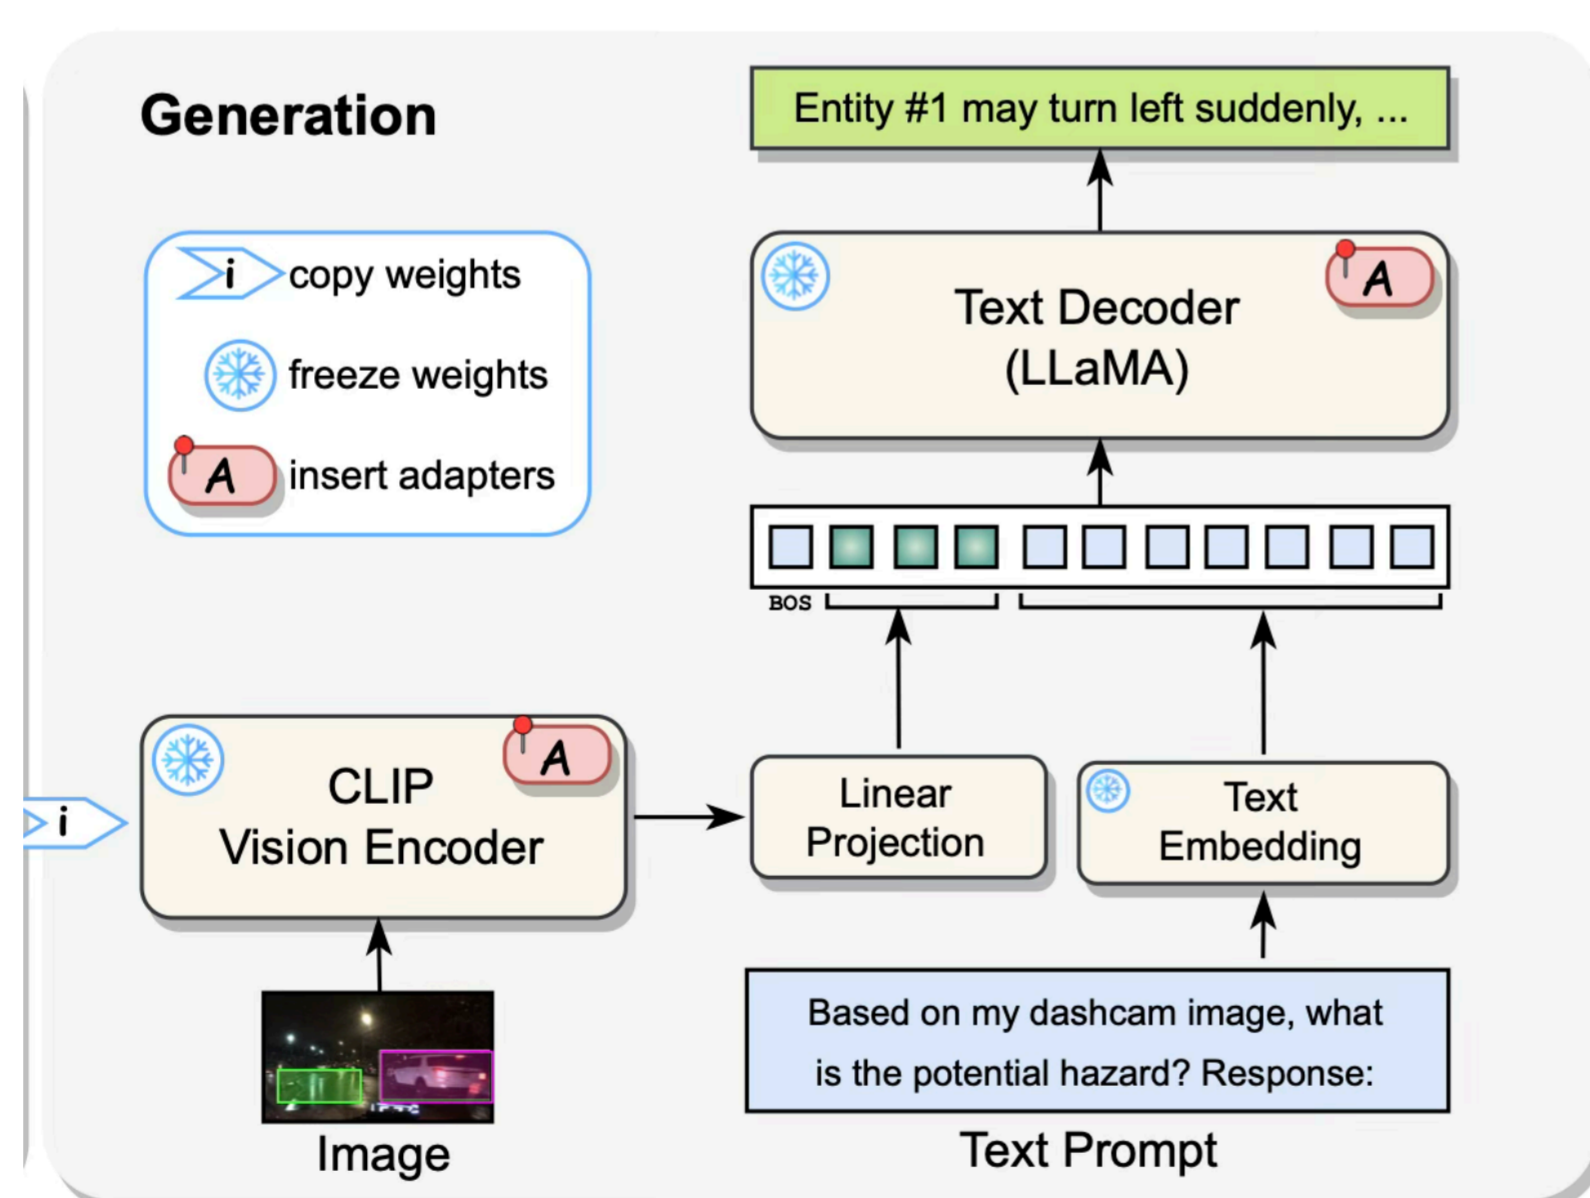 Generation
Entity #1 may turn left suddenly, ...
i copy weights
freeze weights
A insert adapters
A
Text Decoder
(LLaMA)
BOS
i
A
CLIP
Vision Encoder
Linear
Projection
Text
Embedding
Based on my dashcam image, what
is the potential hazard? Response:
Image
Text Prompt